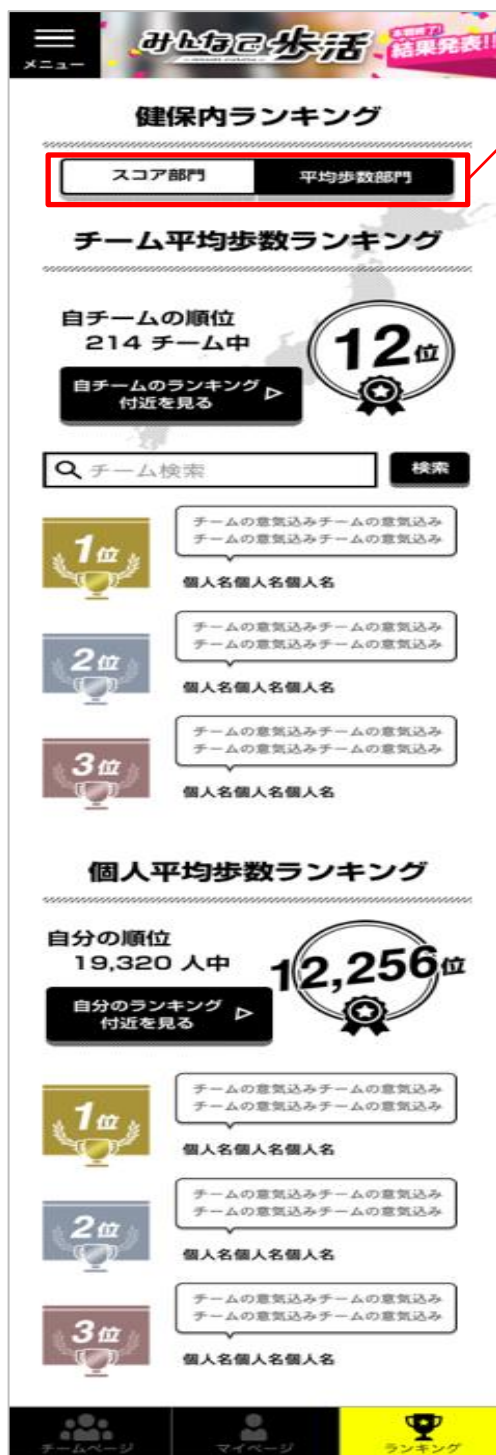 メニュー
みんなで歩活
本期終了!
結果発表!!
健保内ランキング
スコア部門
平均歩数部門
チーム平均歩数ランキング
自チームの順位
214 チーム中
12位
自チームのランキング
付近を見る
チーム検索
検索
1位
チームの意気込みチームの意気込み
チームの意気込みチームの意気込み
個人名個人名個人名
2位
チームの意気込みチームの意気込み
チームの意気込みチームの意気込み
個人名個人名個人名
3位
チームの意気込みチームの意気込み
チームの意気込みチームの意気込み
個人名個人名個人名
個人平均歩数ランキング
自分の順位
19,320 人中
12,256位
自分のランキング
付近を見る
1位
チームの意気込みチームの意気込み
チームの意気込みチームの意気込み
個人名個人名個人名
2位
チームの意気込みチームの意気込み
チームの意気込みチームの意気込み
個人名個人名個人名
3位
チームの意気込みチームの意気込み
チームの意気込みチームの意気込み
個人名個人名個人名
チームページ
マイページ
ランキング